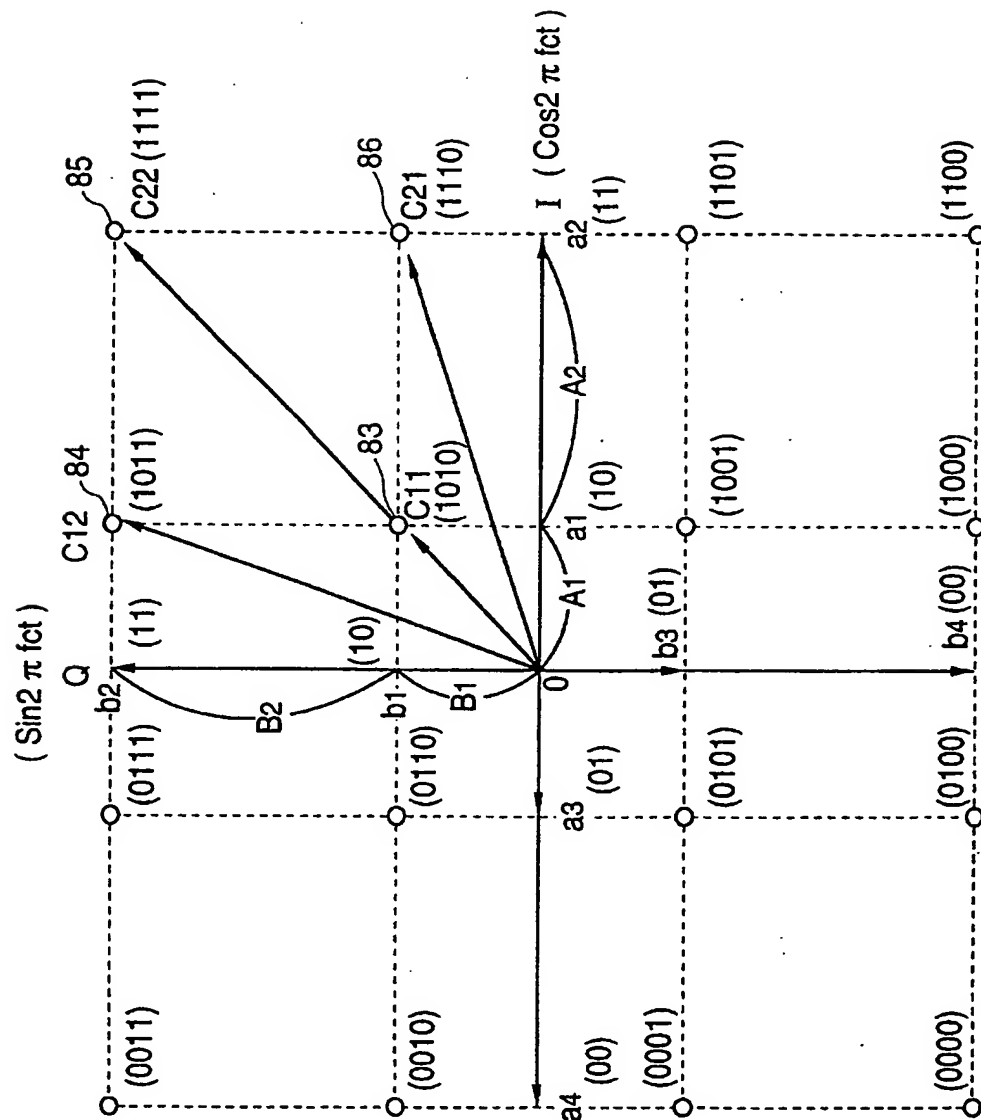 ( Sin2 π fct )
Q
b2
(11)
C12
84
(1011)
85
C22 (1111)
(0011)
(0111)
B2
b1
(10)
B1
83
C11
(1010)
86
C21
(1110)
(0010)
(0110)
I ( Cos2 π fct )
a4
(00)
a3
(01)
0
A1
a1
(10)
A2
a2
(11)
(0001)
(0101)
b3 (01)
(1001)
(1101)
(0000)
(0100)
b4 (00)
(1000)
(1100)